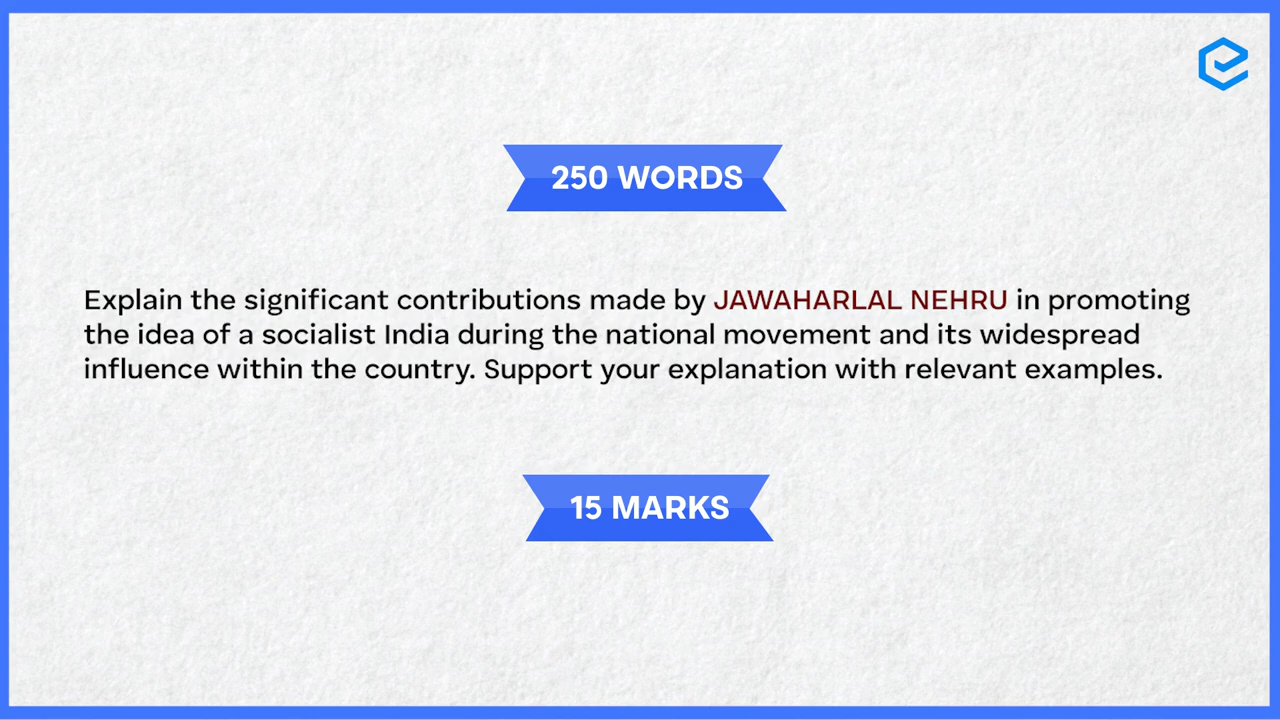 250 WORDS
Explain the significant contributions made by JAWAHARLAL NEHRU in promoting
the idea of a socialist India during the national movement and its widespread
influence within the country. Support your explanation with relevant examples.
15 MARKS